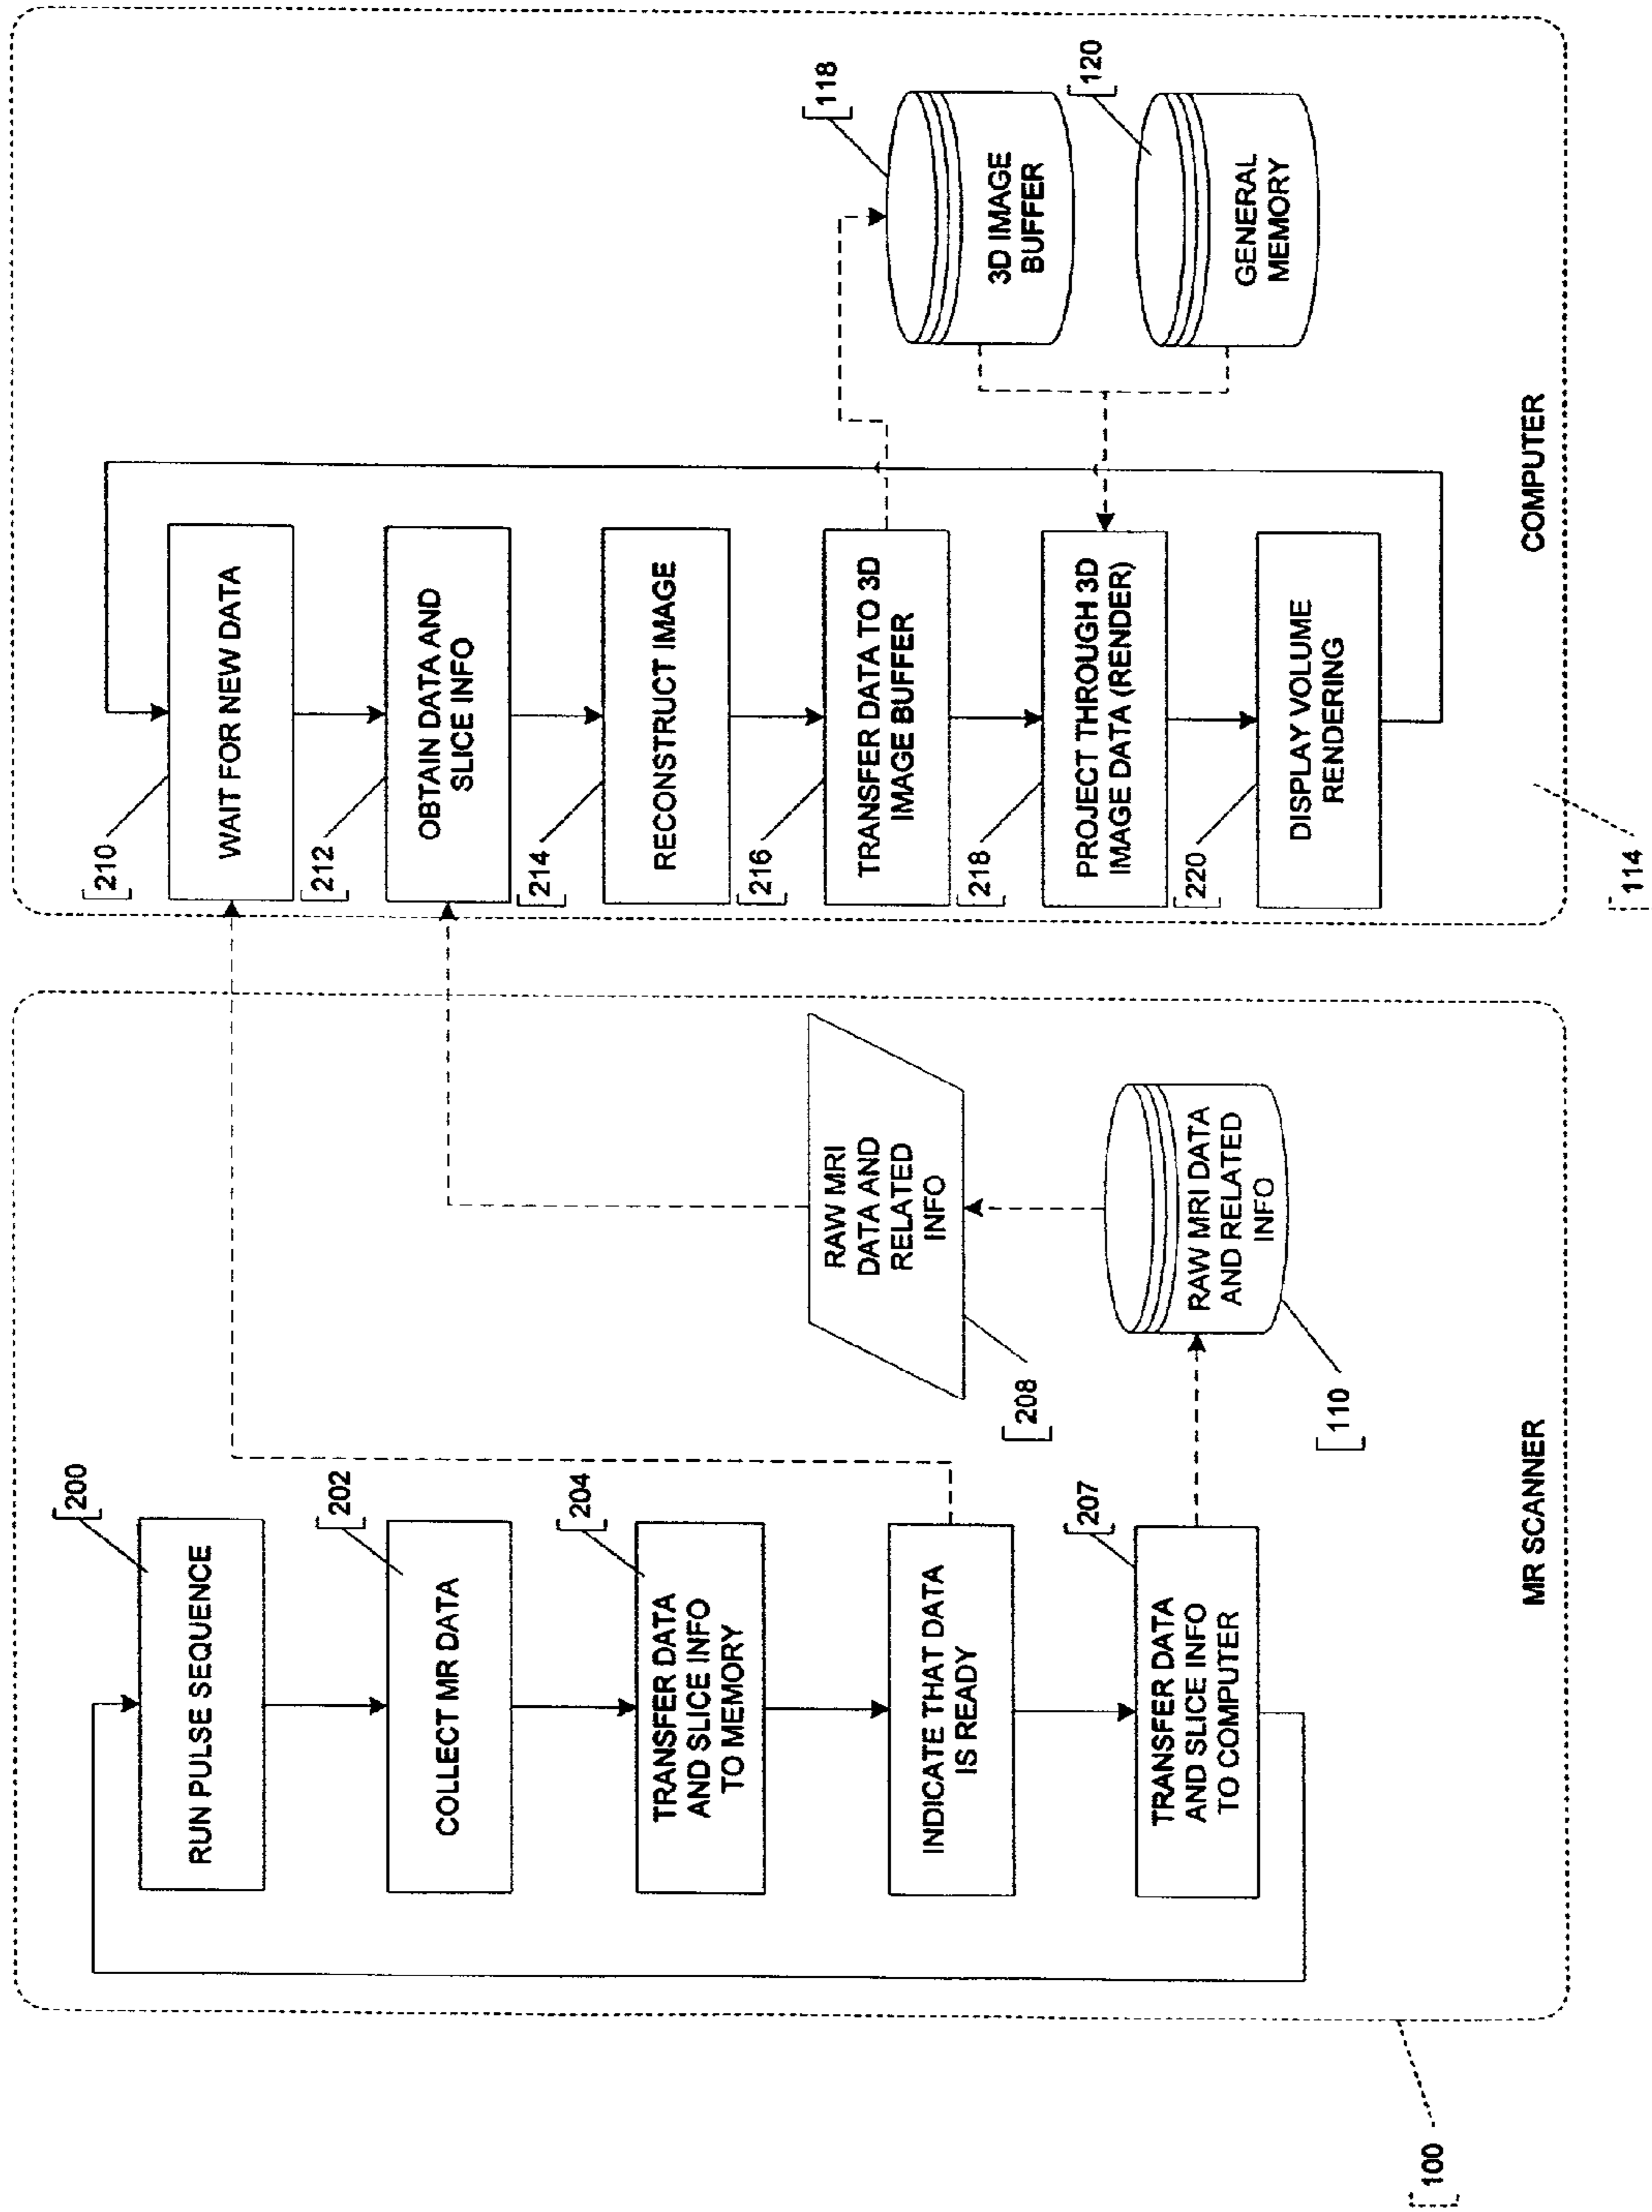 200
RUN PULSE SEQUENCE
202
COLLECT MR DATA
204
TRANSFER DATA
AND SLICE INFO
TO MEMORY
INDICATE THAT DATA
IS READY
207
TRANSFER DATA
AND SLICE INFO
TO COMPUTER
RAW MRI
DATA AND
RELATED
INFO
208
RAW MRI DATA
AND RELATED
INFO
110
MR SCANNER
100
210
WAIT FOR NEW DATA
212
OBTAIN DATA AND
SLICE INFO
214
RECONSTRUCT IMAGE
216
TRANSFER DATA TO 3D
IMAGE BUFFER
218
PROJECT THROUGH 3D
IMAGE DATA (RENDER)
220
DISPLAY VOLUME
RENDERING
118
3D IMAGE
BUFFER
120
GENERAL
MEMORY
COMPUTER
114